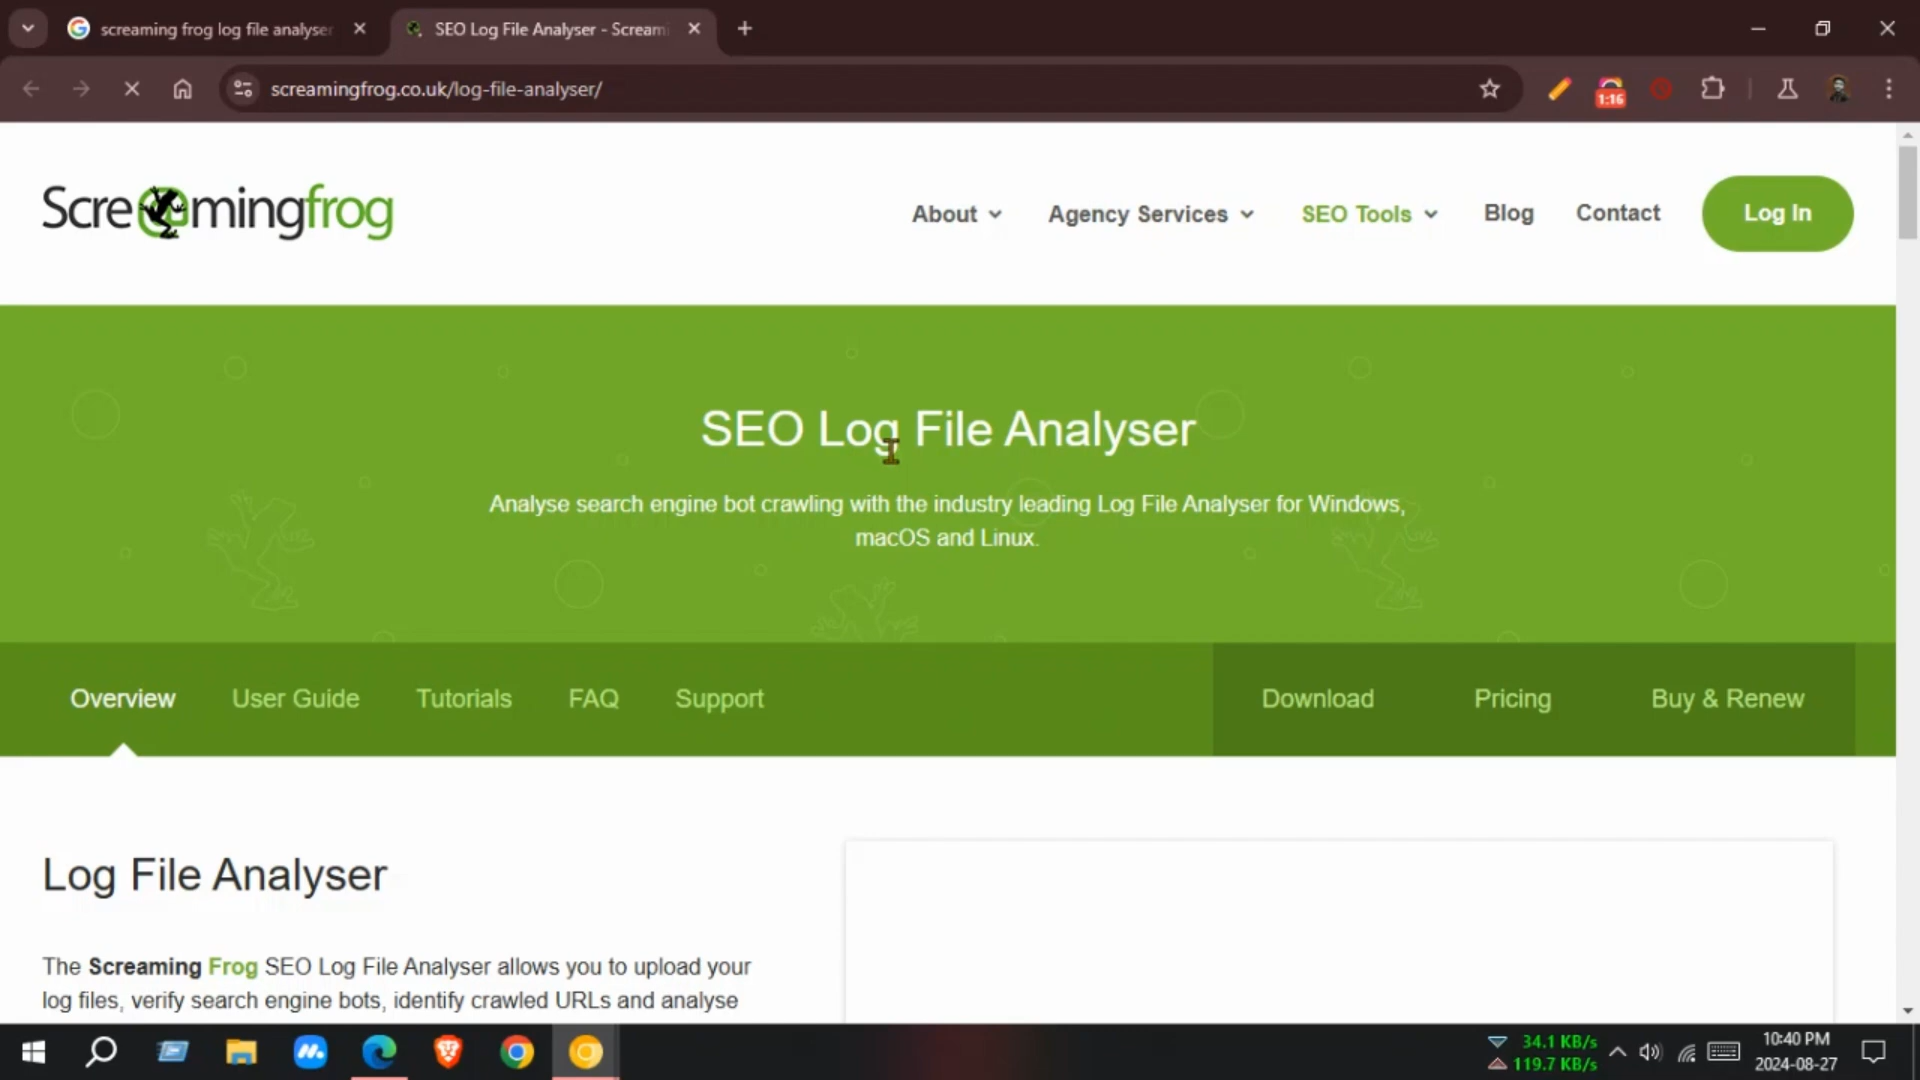 screaming frog log file analyser
SEO Log File Analyser - Scream
screamingfrog.co.uk/log-file-analyser/
1:16
Screamingfrog
About
Agency Services
SEO Tools
Blog
Contact
Log In
SEO Log File Analyser
Analyse search engine bot crawling with the industry leading Log File Analyser for Windows,
macOS and Linux.
Overview
User Guide
Tutorials
FAQ
Support
Download
Pricing
Buy & Renew
Log File Analyser
The Screaming Frog SEO Log File Analyser allows you to upload your
log files, verify search engine bots, identify crawled URLs and analyse
34.1 KB/s
119.7 KB/s
10:40 PM
2024-08-27